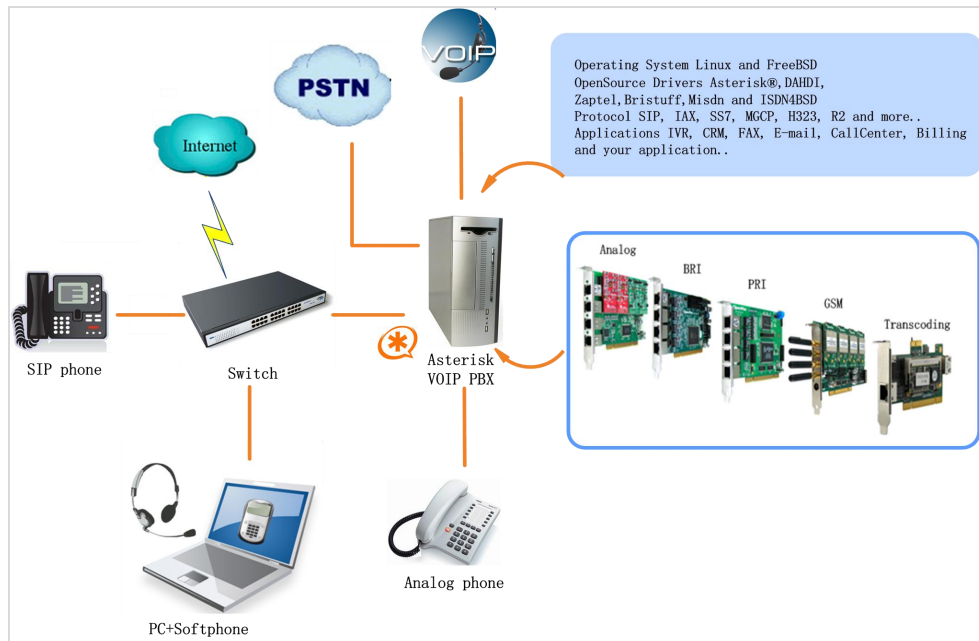 VOIP
PSTN
Internet
Operating System Linux and FreeBSD
OpenSource Drivers Asterisk®,DAHDI,
Zaptel,Bristuff,Misdn and ISDN4BSD
Protocol SIP, IAX, SS7, MGCP, H323, R2 and more..
Applications IVR, CRM, FAX, E-mail, CallCenter, Billing
and your application..
Analog
BRI
PRI
GSM
Transcoding
SIP phone
Switch
Asterisk
VOIP PBX
Analog phone
PC+Softphone